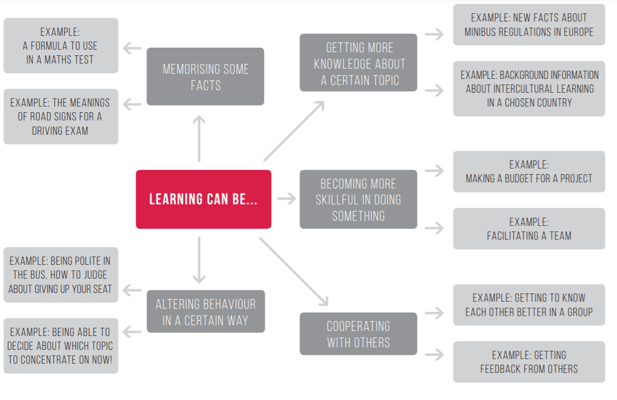 EXAMPLE:
A FORMULA TO USE
IN A MATHS TEST
EXAMPLE: THE MEANINGS
OF ROAD SIGNS FOR A
DRIVING EXAM
MEMORISING SOME
FACTS
GETTING MORE
KNOWLEDGE ABOUT
A CERTAIN TOPIC
EXAMPLE: NEW FACTS ABOUT
MINIBUS REGULATIONS IN EUROPE
EXAMPLE: BACKGROUND INFORMATION
ABOUT INTERCULTURAL LEARNING
IN A CHOSEN COUNTRY
LEARNING CAN BE...
BECOMING MORE
SKILLFUL IN DOING
SOMETHING
EXAMPLE:
MAKING A BUDGET FOR A PROJECT
EXAMPLE:
FACILITATING A TEAM
EXAMPLE: BEING POLITE IN
THE BUS, HOW TO JUDGE
ABOUT GIVING UP YOUR SEAT
EXAMPLE: BEING ABLE TO
DECIDE ABOUT WHICH TOPIC
TO CONCENTRATE ON NOW!
ALTERING BEHAVIOUR
IN A CERTAIN WAY
COOPERATING
WITH OTHERS
EXAMPLE: GETTING TO KNOW
EACH OTHER BETTER IN A GROUP
EXAMPLE: GETTING
FEEDBACK FROM OTHERS